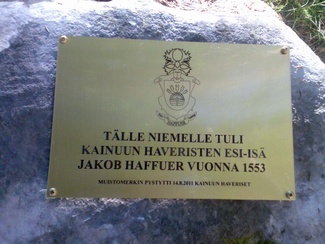 TÄLLE NIEMELLE TULI
KAINUUN HAVERISTEN ESI-ISÄ
JAKOB HAFFUER VUONNA 1553
MUISTOMERKIN PYSTYTTI 14.8.2011 KAINUUN HAVERISET